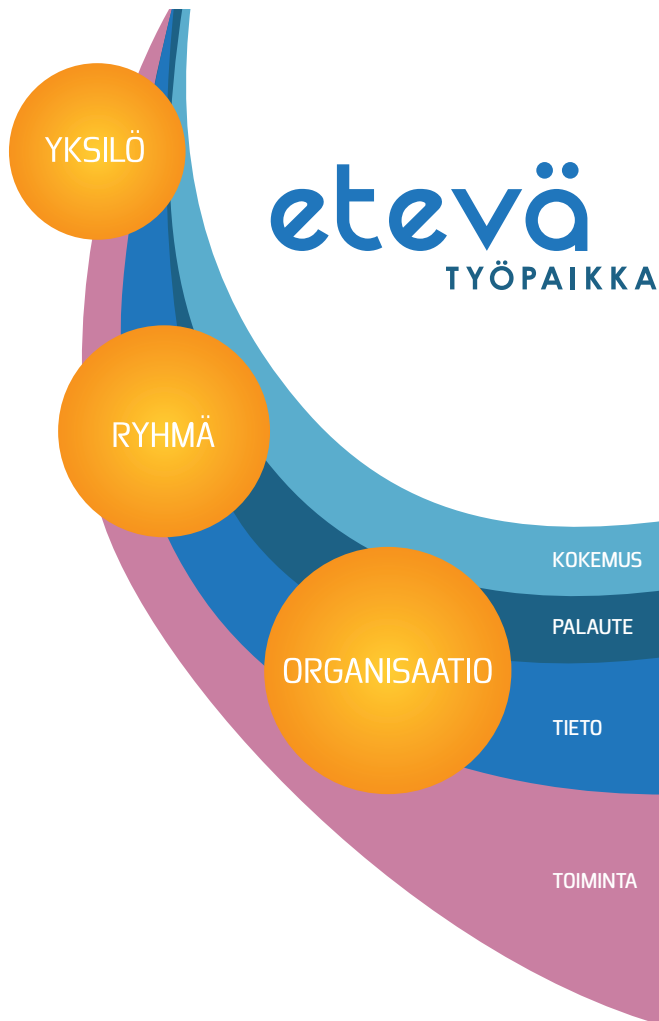 YKSILÖ
etevä
TYÖPAIKKA
RYHMÄ
KOKEMUS
PALAUTE
ORGANISAATIO
TIETO
TOIMINTA